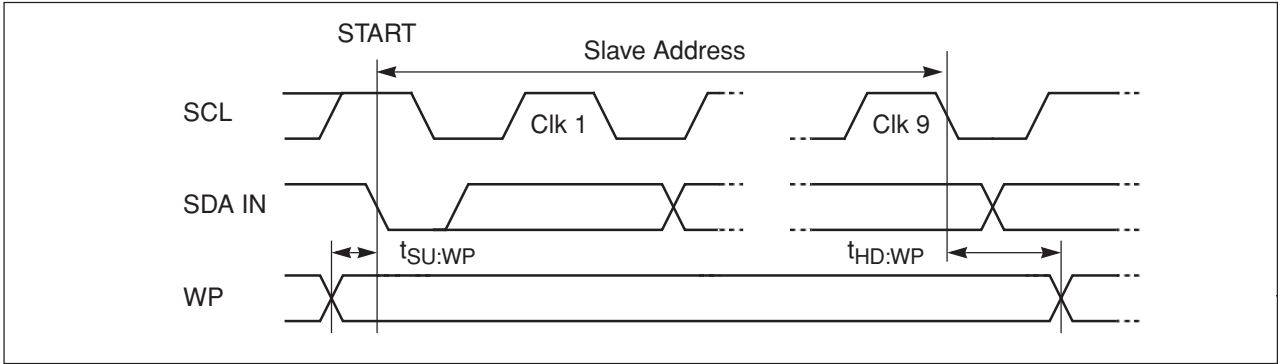 START
Slave Address
SCL
Clk 1
Clk 9
SDA IN
tSU:WP
tHD:WP
WP